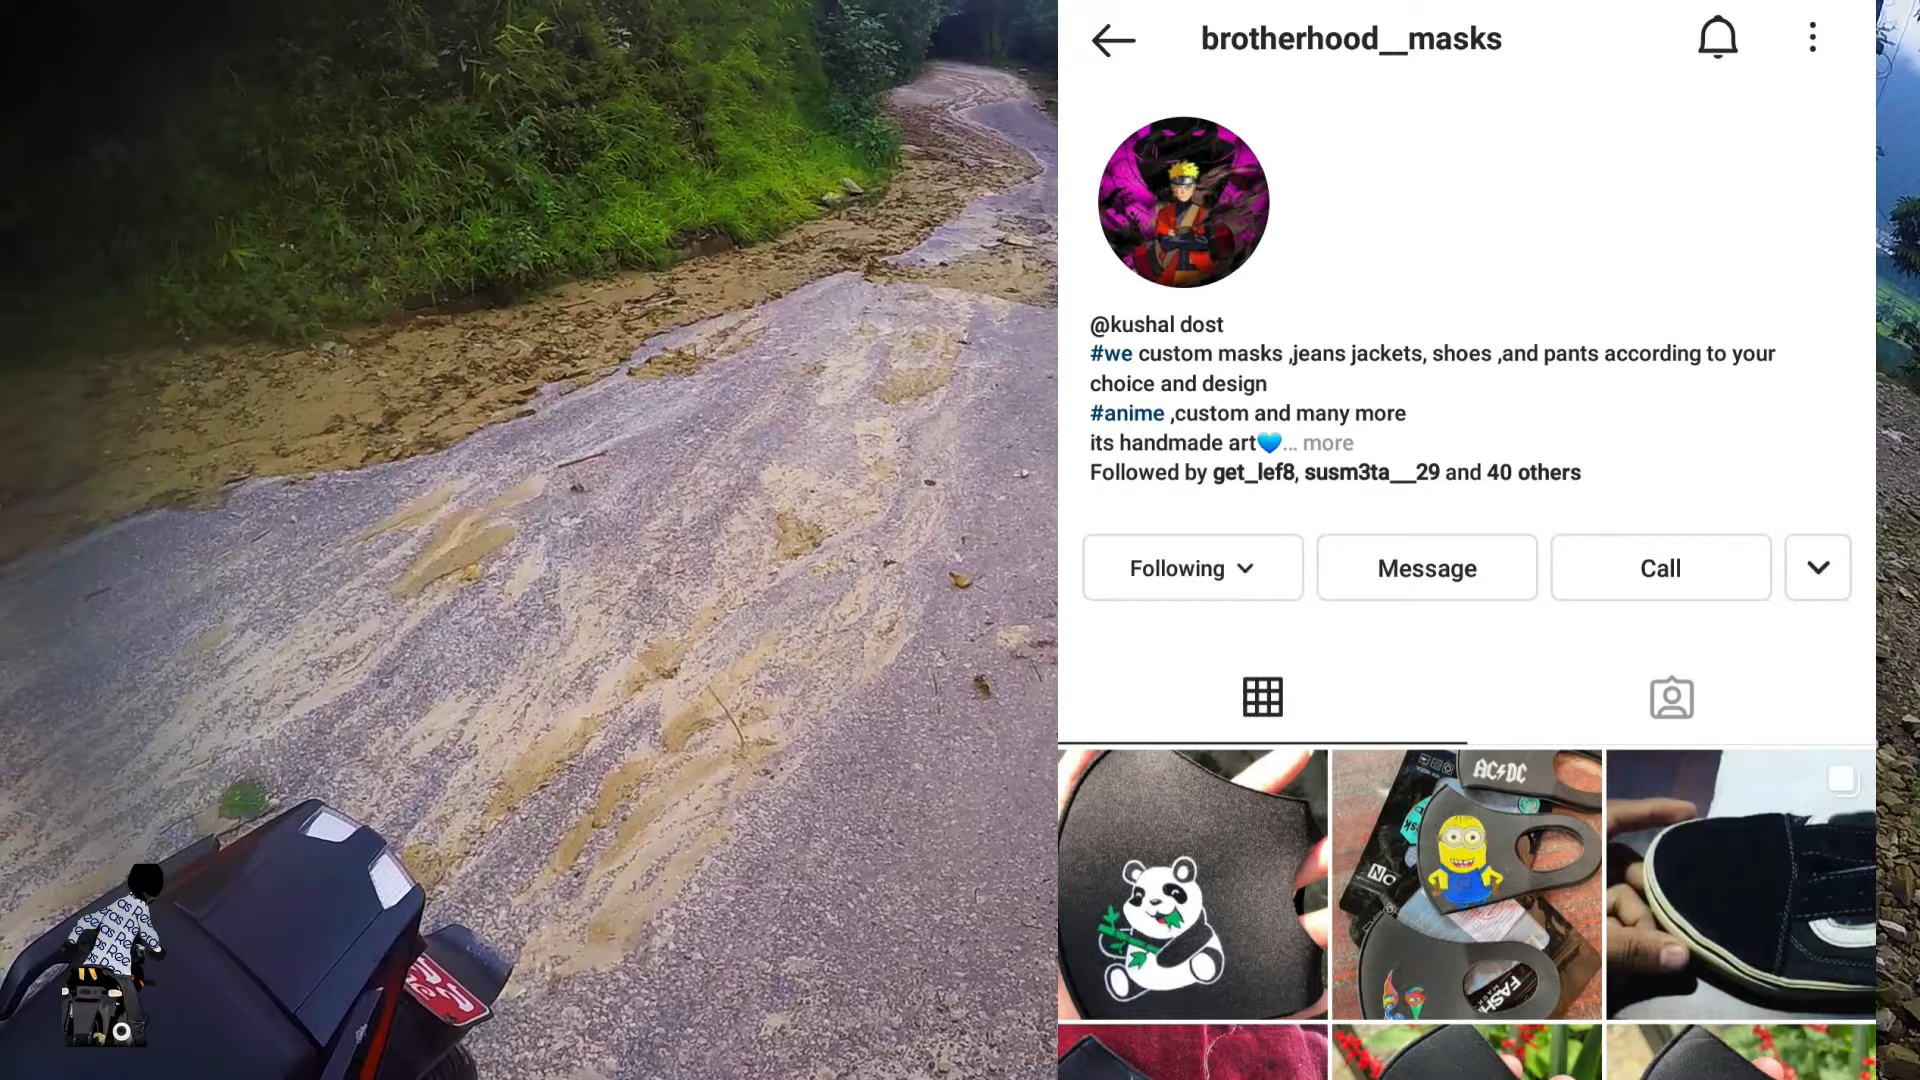 brotherhood__masks
@kushal dost
#we custom masks ,jeans jackets, shoes ,and pants according to your
choice and design
#anime ,custom and many more
its handmade art💙... more
Followed by get_lef8, susm3ta__29 and 40 others
Following
Message
Call
AC⚡DC
NO
FASH